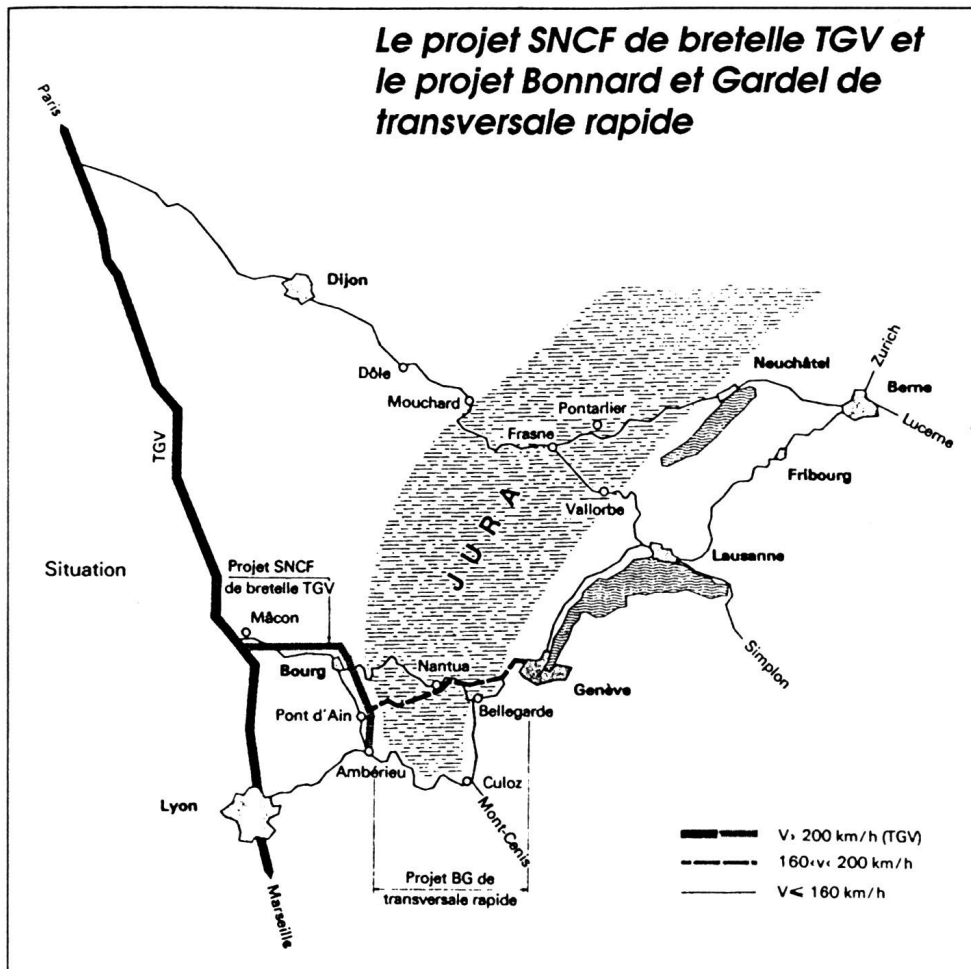 Le projet SNCF de bretelle TGV et
le projet Bonnard et Gardel de
transversale rapide
Paris
Dijon
Dôle
Mouchard
Pontarlier
Frasne
Neuchâtel
Zurich
Berne
Lucerne
Fribourg
Vallorbe
Lausanne
JURA
TGV
Situation
Projet SNCF
de bretelle TGV
Mâcon
Bourg
Nantua
Genève
Simplon
Pont d'Ain
Bellegarde
Ambérieu
Culoz
Lyon
Mont-Cenis
Marseille
Projet BG de
transversale rapide
V> 200 km/h (TGV)
160<v< 200 km/h
V≤ 160 km/h